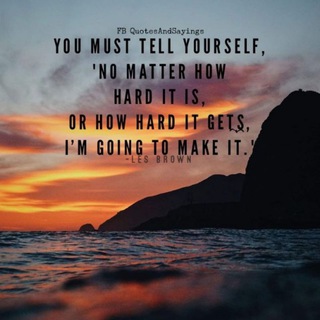 FB QuotesAndSayings
YOU MUST TELL YOURSELF,
'NO MATTER HOW
HARD IT IS,
OR HOW HARD IT GETS,
I'M GOING TO MAKE IT.'
-LES BROWN